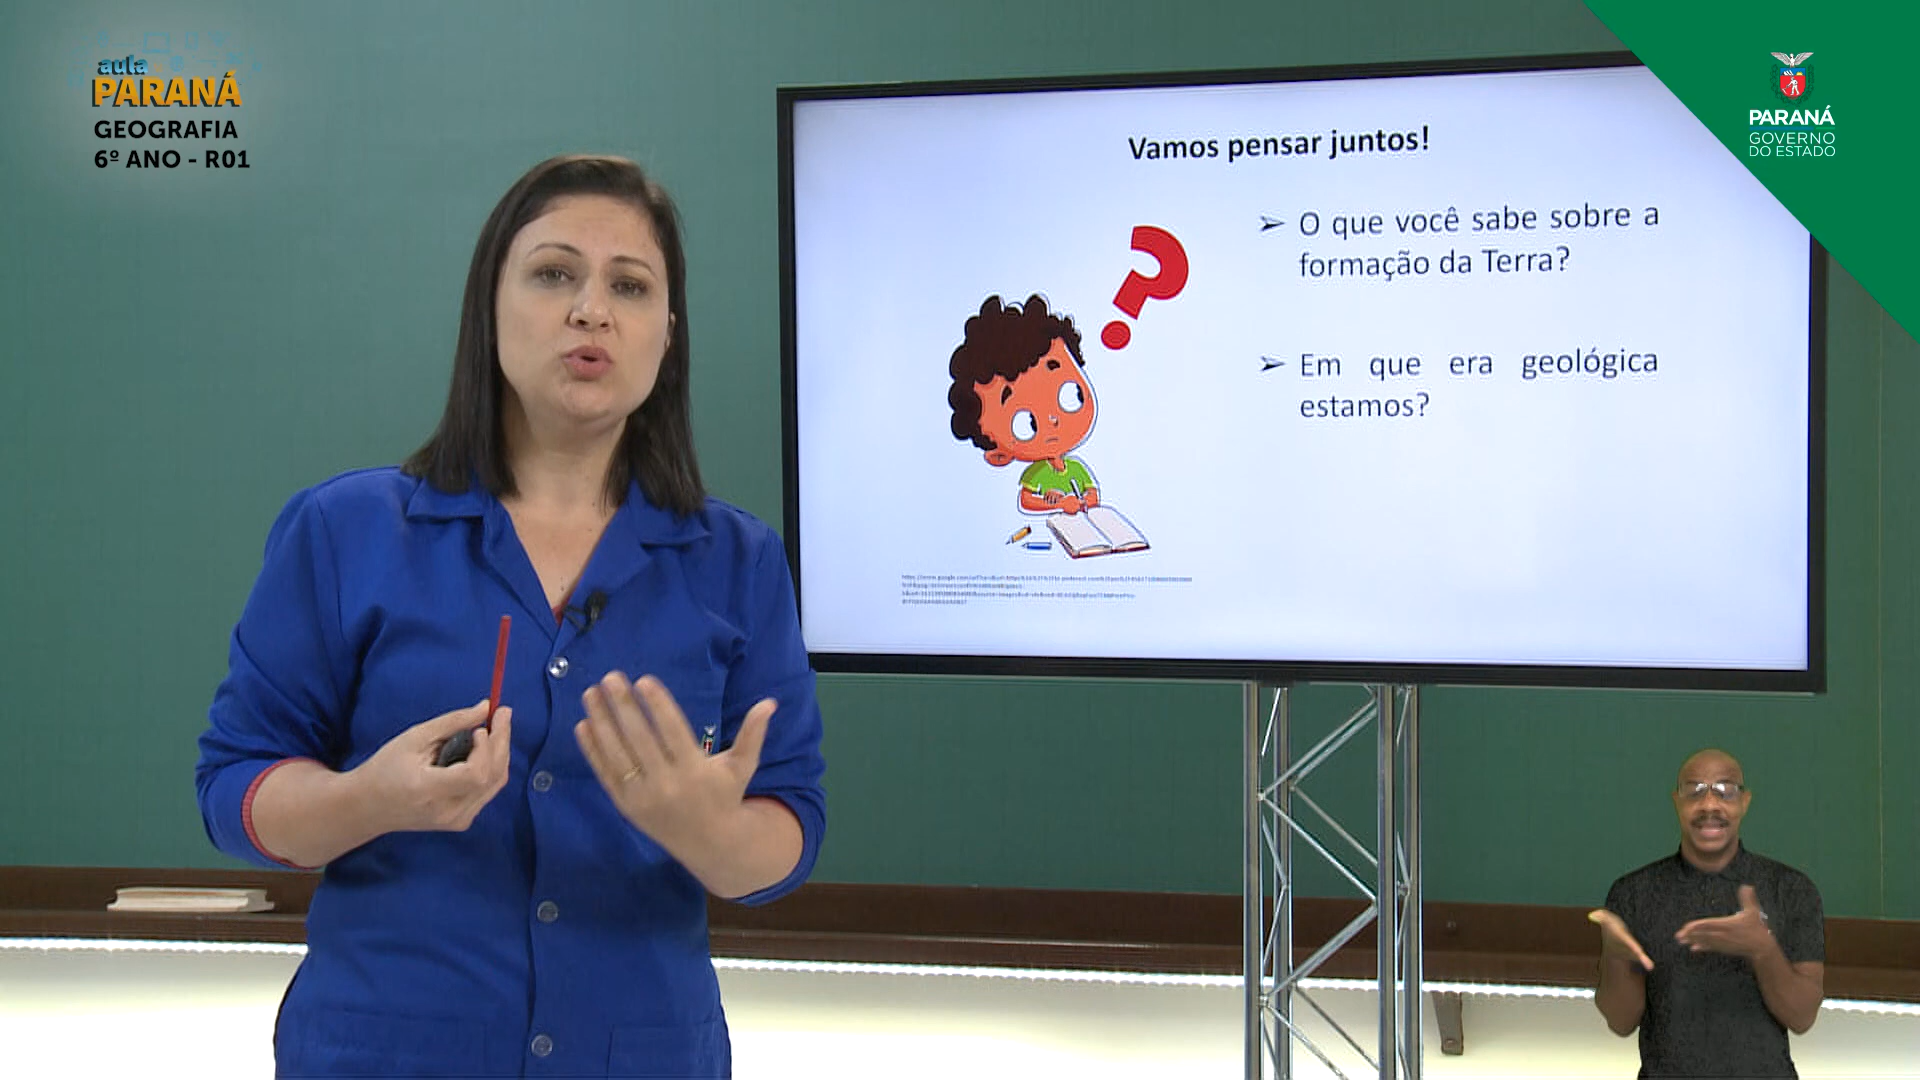 aula
PARANÁ
GEOGRAFIA
6º ANO - R01
PARANÁ
GOVERNO
DO ESTADO
Vamos pensar juntos!
➢ O que você sabe sobre a
formação da Terra?
➢ Em que era geológica
estamos?